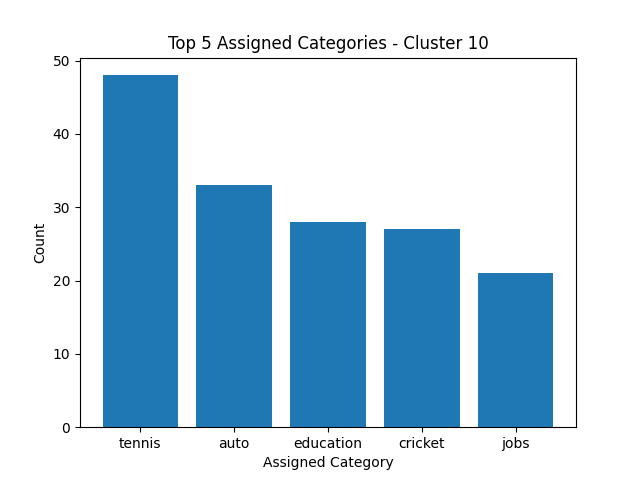 Top 5 Assigned Categories - Cluster 10
50
40
30
20
10
0
Count
tennis auto education cricket jobs
Assigned Category